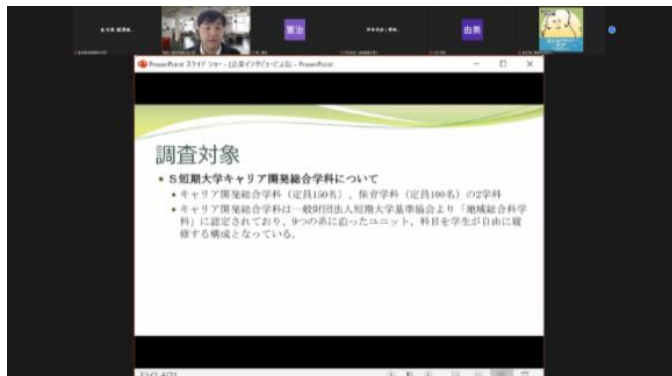 憲治
由美
PowerPoint スライド ショー - [企業インタビューによる] - PowerPoint
調査対象
• S短期大学キャリア開発総合学科について
• キャリア開発総合学科（定員150名）、保育学科（定員100名）の2学科
• キャリア開発総合学科は一般財団法人短期大学基準協会より「地域総合科学
科」に認定されており、9つの系に沿ったユニット、科目を学生が自由に履
修する構成となっている。
スライド 4/21